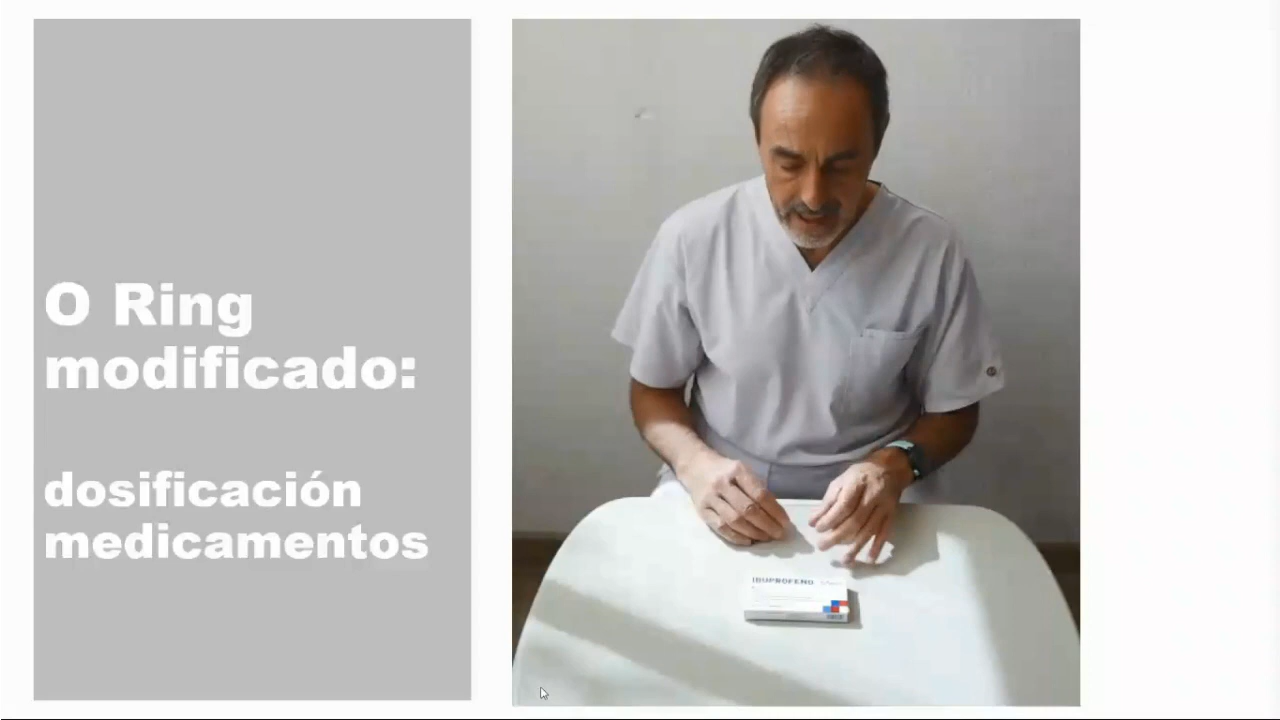 O Ring
modificado:
dosificación
medicamentos
IBUPROFENO